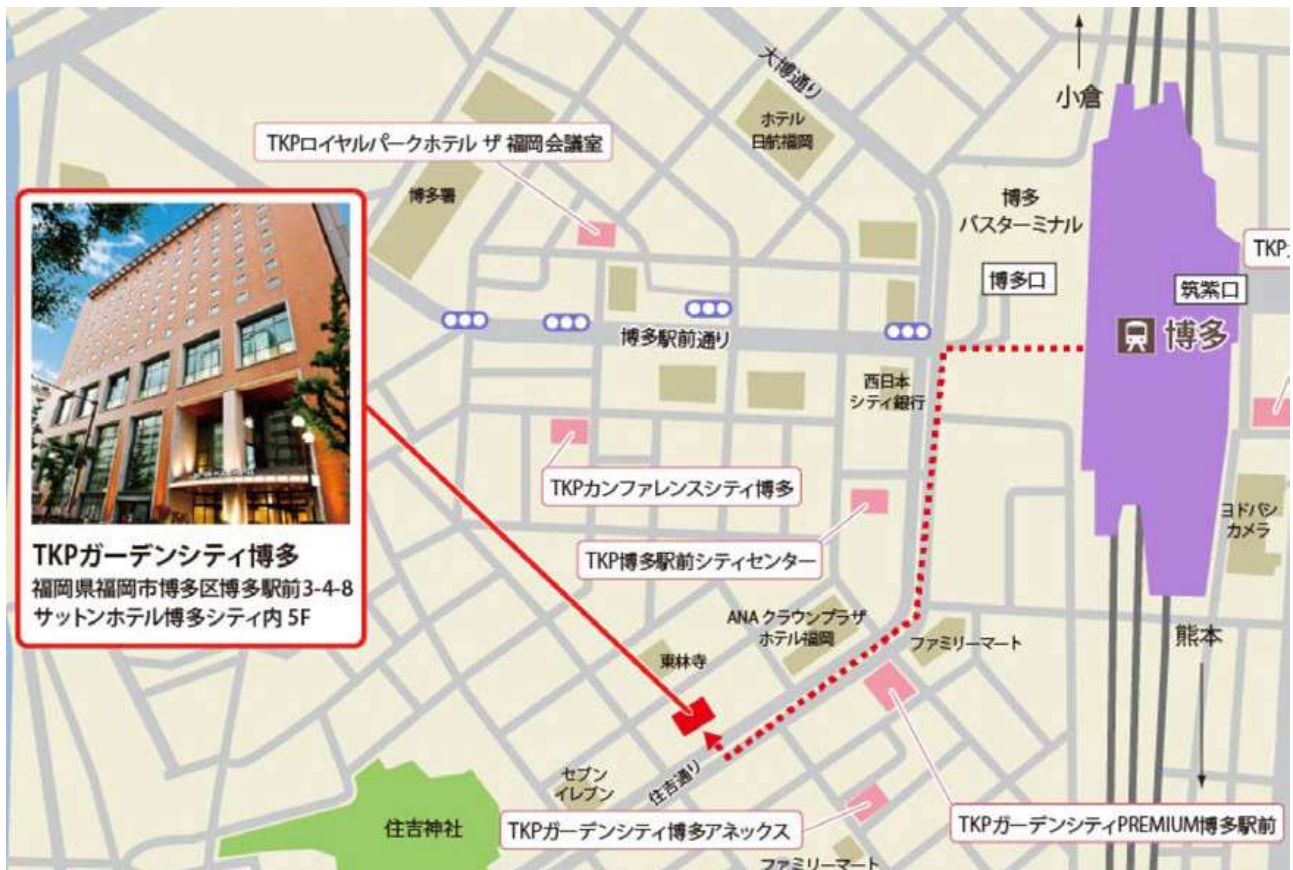 大博通り
小倉
ホテル
日航福岡
TKPロイヤルパークホテル ザ 福岡会議室
博多署
博多
バスターミナル
博多口
筑紫口
TKP
博多駅前通り
博多
西日本
シティ銀行
TKPカンファレンスシティ博多
ヨドバシ
カメラ
TKP博多駅前シティセンター
TKPガーデンシティ博多
福岡県福岡市博多区博多駅前3-4-8
サットンホテル博多シティ内 5F
ANA クラウンプラザ
ホテル福岡
ファミリーマート
熊本
東林寺
住吉通り
セブン
イレブン
住吉神社
TKPガーデンシティ博多アネックス
TKPガーデンシティPREMIUM博多駅前
ファミリーマート